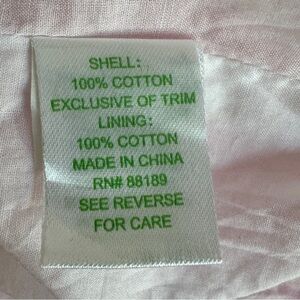 SHELL:
100% COTTON
EXCLUSIVE OF TRIM
LINING:
100% COTTON
MADE IN CHINA
RN# 88189
SEE REVERSE
FOR CARE